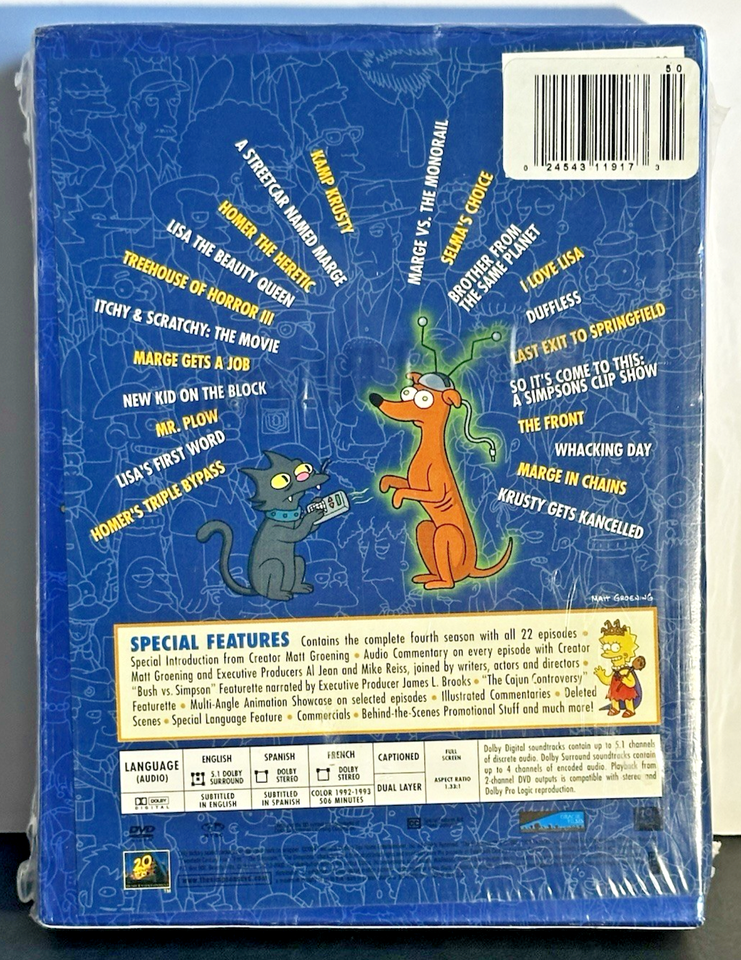 50
0 24543 11917 3
A STREETCAR NAMED MARGE
KAMP KRUSTY
HOMER THE HERETIC
LISA THE BEAUTY QUEEN
TREEHOUSE OF HORROR III
ITCHY & SCRATCHY: THE MOVIE
MARGE GETS A JOB
NEW KID ON THE BLOCK
MR. PLOW
LISA'S FIRST WORD
HOMER'S TRIPLE BYPASS
MARGE VS. THE MONORAIL
SELMA'S CHOICE
BROTHER FROM
THE SAME PLANET
I LOVE LISA
DUFFLESS
LAST EXIT TO SPRINGFIELD
SO IT'S COME TO THIS:
A SIMPSONS CLIP SHOW
THE FRONT
WHACKING DAY
MARGE IN CHAINS
KRUSTY GETS KANCELLED
MATT GROENING
SPECIAL FEATURES Contains the complete fourth season with all 22 episodes •
Special Introduction from Creator Matt Groening • Audio Commentary on every episode with Creator
Matt Groening and Executive Producers Al Jean and Mike Reiss, joined by writers, actors and directors •
"Bush vs. Simpson" Featurette narrated by Executive Producer James L. Brooks • "The Cajun Controversy"
Featurette • Multi-Angle Animation Showcase on selected episodes • Illustrated Commentaries • Deleted
Scenes • Special Language Feature • Commercials • Behind-the-Scenes Promotional Stuff and much more!
LANGUAGE
(AUDIO)
DOLBY
DIGITAL
ENGLISH
5.1 DOLBY
SURROUND
SUBTITLED
IN ENGLISH
SPANISH
DOLBY
STEREO
SUBTITLED
IN SPANISH
FRENCH
DOLBY
STEREO
COLOR 1992-1993
506 MINUTES
CAPTIONED
DUAL LAYER
FULL
SCREEN
ASPECT RATIO
1.33:1
Dolby Digital soundtracks contain up to 5.1 channels
of discrete audio. Dolby Surround soundtracks contain
up to 4 channels of encoded audio. Playback from
2-channel DVD outputs is compatible with stereo and
Dolby Pro Logic reproduction.
DVD
20